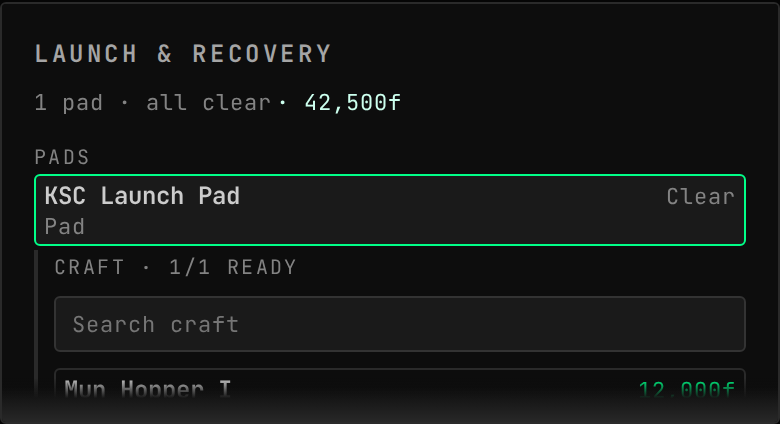 LAUNCH & RECOVERY
1 pad · all clear · 42,500f
PADS
KSC Launch Pad Clear
Pad
CRAFT · 1/1 READY
Search craft
Mun Hopper I 12,000f